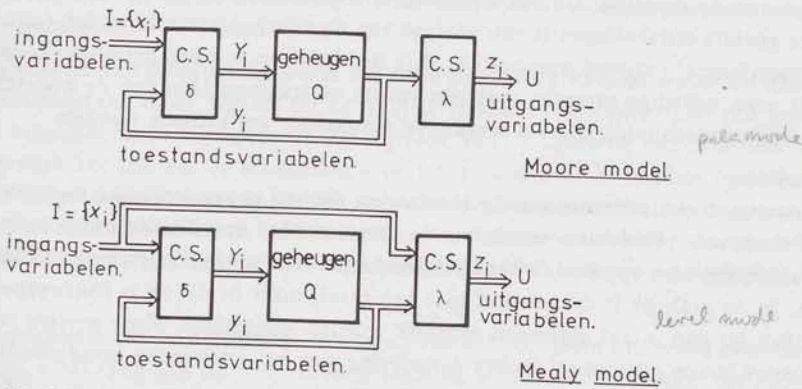 I={xᵢ}
ingangs-
variabelen.
C. S.
δ
Yᵢ
geheugen
Q
yᵢ
C. S.
λ
zᵢ
U
uitgangs-
variabelen.
toestandsvariabelen.
Moore model.
I = {xᵢ}
ingangs-
variabelen.
C. S.
δ
Yᵢ
geheugen
Q
yᵢ
C. S.
λ
zᵢ
U
uitgangs-
variabelen.
level mode
toestandsvariabelen.
Mealy model.